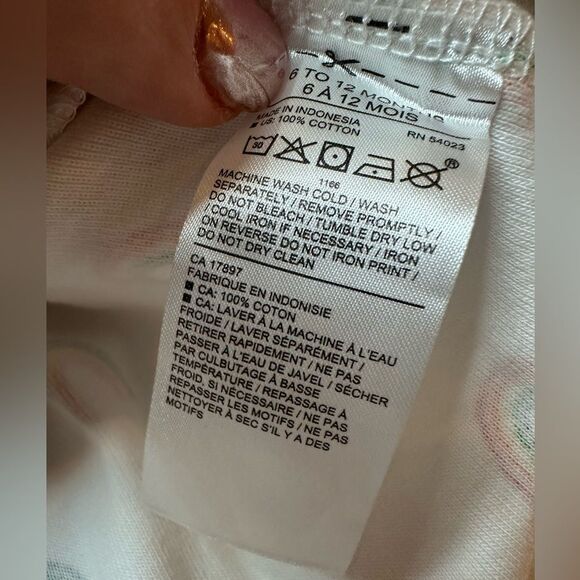 6 TO 12 MONTHS
6 À 12 MOIS
MADE IN INDONESIA
US: 100% COTTON
RN 54023
30
1166
MACHINE WASH COLD / WASH
SEPARATELY / REMOVE PROMPTLY /
DO NOT BLEACH / TUMBLE DRY LOW
/ COOL IRON IF NECESSARY / IRON
ON REVERSE DO NOT IRON PRINT /
DO NOT DRY CLEAN
CA 17897
FABRIQUE EN INDONISIE
CA: 100% COTTON
CA: LAVER À LA MACHINE À L'EAU
FROIDE / LAVER SÉPARÉMENT /
RETIRER RAPIDEMENT / NE PAS
PASSER À L'EAU DE JAVEL / SÉCHER
PAR CULBUTAGE À BASSE
TEMPÉRATURE / REPASSAGE À
FROID, SI NÉCESSAIRE / NE PAS
REPASSER LES MOTIFS / NE PAS
NETTOYER À SEC S'IL Y A DES
MOTIFS